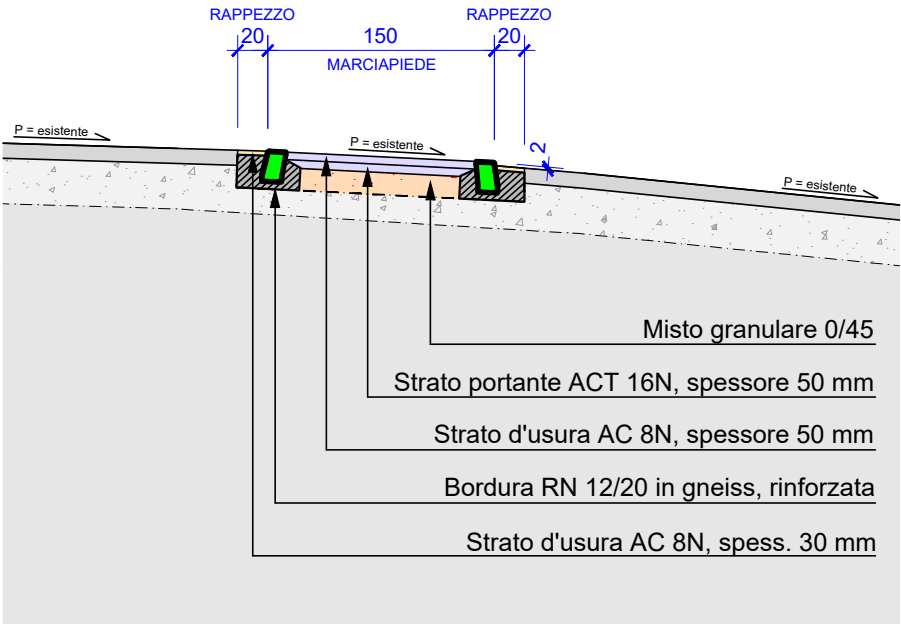 RAPPEZZO RAPPEZZO
20 150 20
MARCIAPIEDE
P = esistente
P = esistente
2
P = esistente
Misto granulare 0/45
Strato portante ACT 16N, spessore 50 mm
Strato d'usura AC 8N, spessore 50 mm
Bordura RN 12/20 in gneiss, rinforzata
Strato d'usura AC 8N, spess. 30 mm